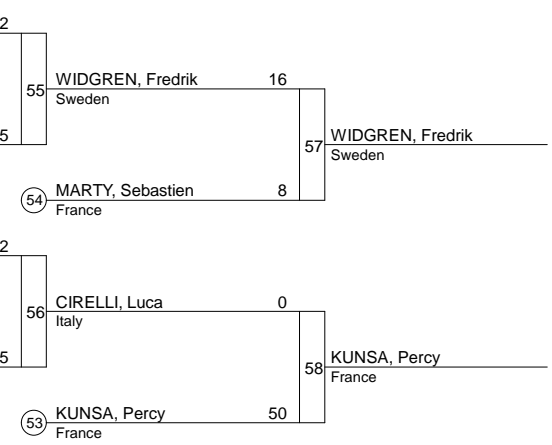 2
55 WIDGREN, Fredrik 16
Sweden
5
57 WIDGREN, Fredrik
Sweden
54 MARTY, Sebastien 8
France
2
56 CIRELLI, Luca 0
Italy
5
58 KUNSA, Percy
France
53 KUNSA, Percy 50
France